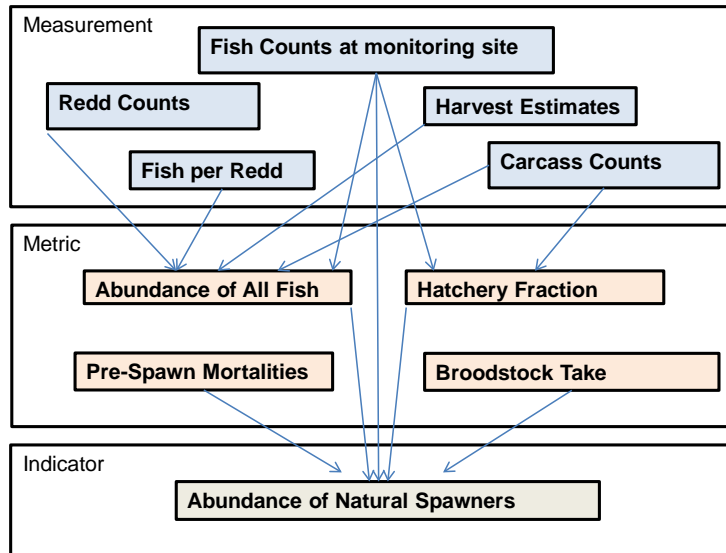 Measurement
Fish Counts at monitoring site
Redd Counts
Harvest Estimates
Fish per Redd
Carcass Counts
Metric
Abundance of All Fish
Hatchery Fraction
Pre-Spawn Mortalities
Broodstock Take
Indicator
Abundance of Natural Spawners